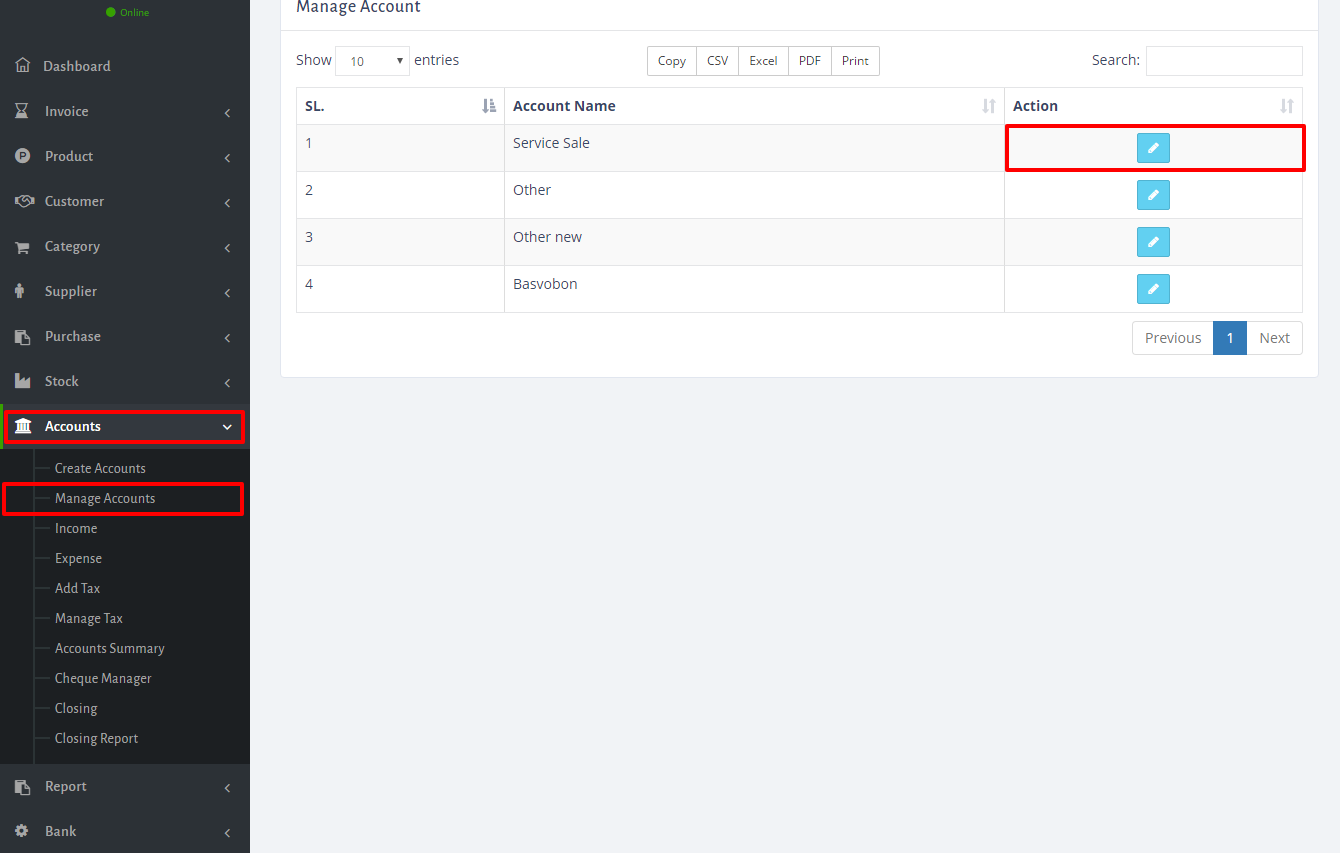 Online
Dashboard
Invoice
Product
Customer
Category
Supplier
Purchase
Stock
Accounts
Create Accounts
Manage Accounts
Income
Expense
Add Tax
Manage Tax
Accounts Summary
Cheque Manager
Closing
Closing Report
Report
Bank
Manage Account
Show 10 entries
Copy CSV Excel PDF Print
Search:
SL. Account Name Action
1 Service Sale
2 Other
3 Other new
4 Basvobon
Previous 1 Next